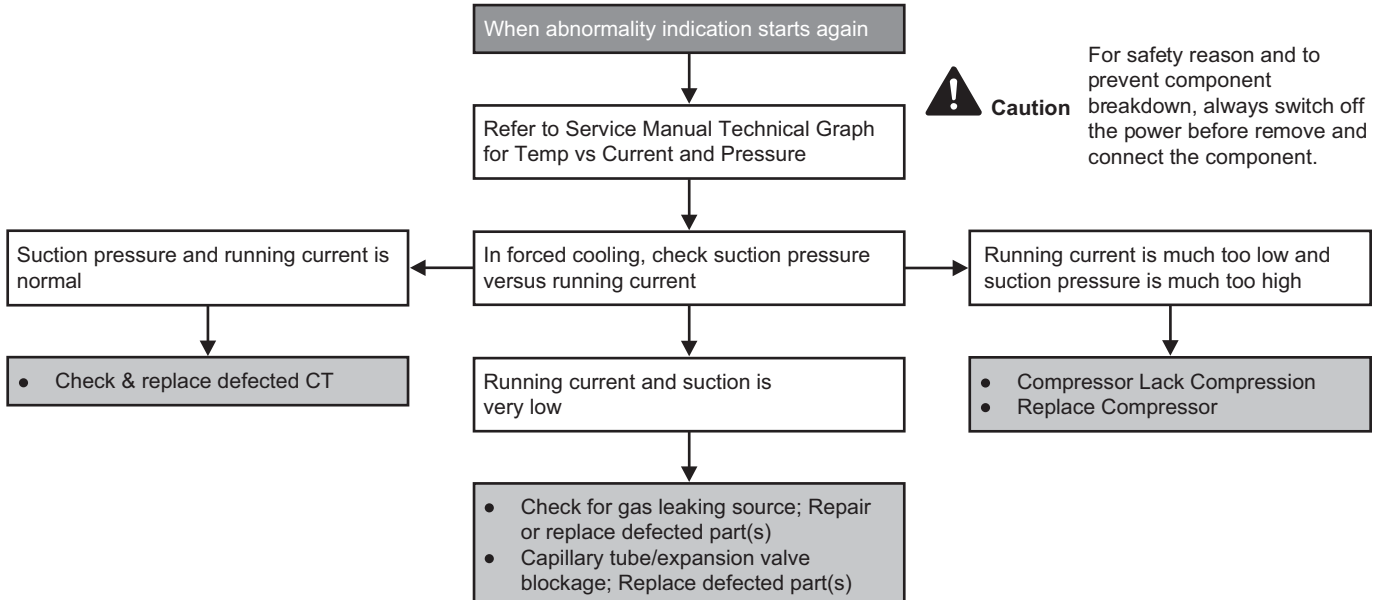 When abnormality indication starts again
For safety reason and to
prevent component
breakdown, always switch off
the power before remove and
connect the component.
Caution
Refer to Service Manual Technical Graph
for Temp vs Current and Pressure
Suction pressure and running current is
normal
In forced cooling, check suction pressure
versus running current
Running current is much too low and
suction pressure is much too high
● Check & replace defected CT
Running current and suction is
very low
● Compressor Lack Compression
● Replace Compressor
● Check for gas leaking source; Repair
or replace defected part(s)
● Capillary tube/expansion valve
blockage; Replace defected part(s)